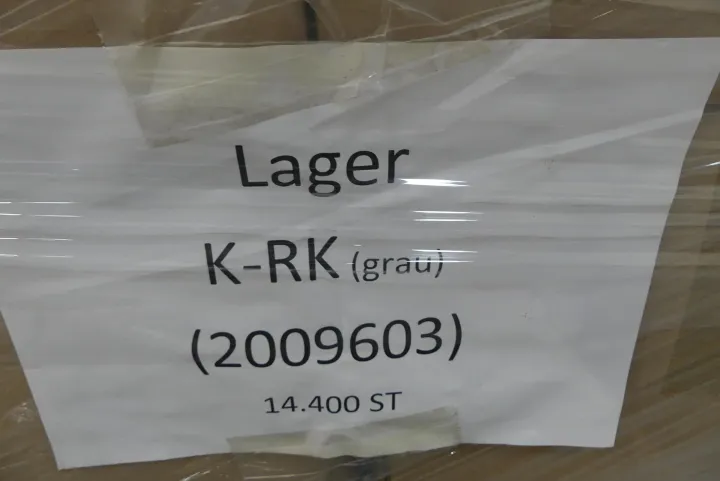 Lager
K-RK (grau)
(2009603)
14.400 ST